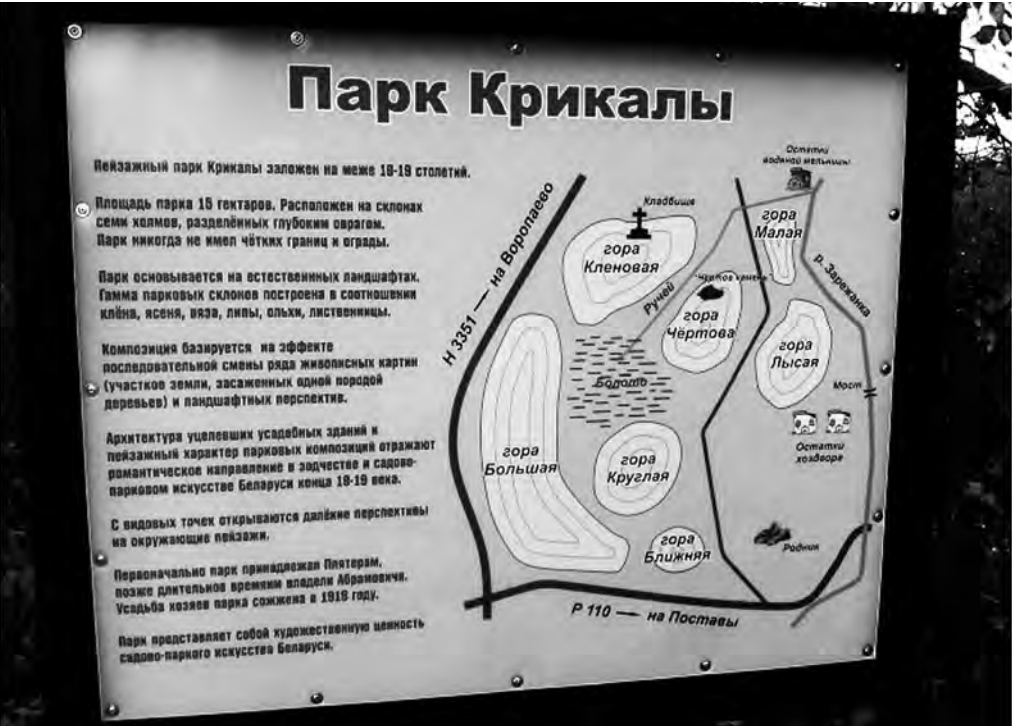 Парк Крикалы
Пейзажный парк Крикалы заложен на меже 18-19 столетий.
Площадь парка 15 гектаров. Расположен на склонах
семи холмов, разделённых глубоким оврагом.
Парк никогда не имел чётких границ и ограды.
Парк основывается на естественнных ландшафтах.
Гамма парковых склонов построена в соотношении
клёна, ясеня, вяза, липы, ольхи, лиственницы.
Композиция базируется на эффекте
последовательной смены ряда живописных картин
(участков земли, засаженных одной породой
деревьев) и ландшафтных перспектив.
Архитектура уцелевших усадебных зданий и
пейзажный характер парковых композиций отражают
романтическое направление в зодчестве и садово-
парковом искусстве Беларуси конца 18-19 века.
С видовых точек открываются далёкие перспективы
на окружающие пейзажи.
Первоначально парк принадлежал Плятерам,
позже длительное времяим владели Абрамовичи.
Усадьба хозяев парка сожжена в 1918 году.
Парк представляет собой художественную ценность
садово-паркого искусства Беларуси.
Остатки
водяной мельницы
Кладбище
гора
Малая
гора
Кленовая
Н 3351 на Воропаево
Ручей
"Чёртов камень"
р. Зарежанка
гора
Чёртова
гора
Лысая
Болото
Мост
Остатки
хоздвора
гора
Большая
гора
Круглая
гора
Ближняя
Родник
Р 110 на Поставы